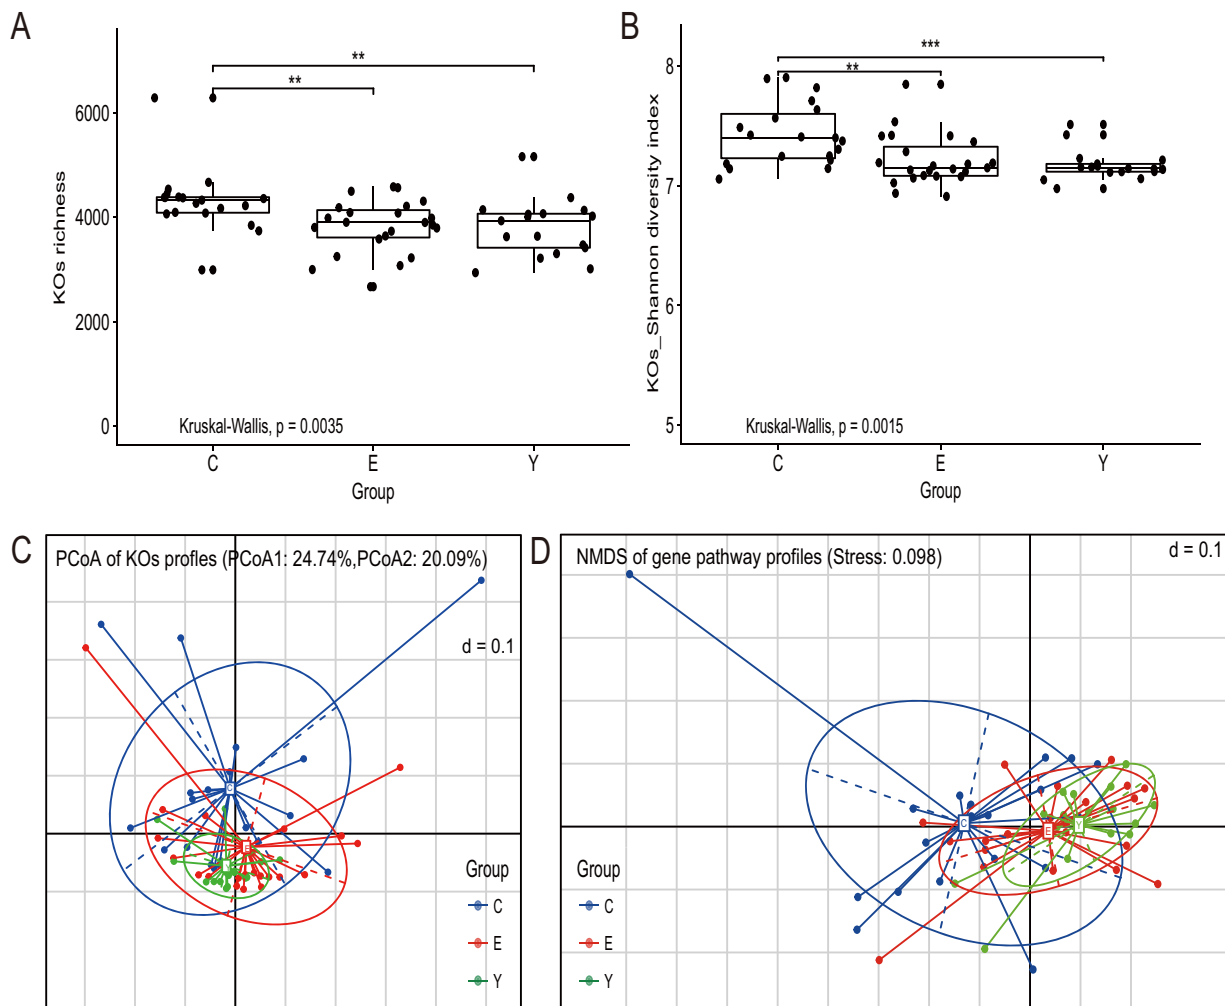 A
KOs richness
6000
4000
2000
0
**
**
Kruskal-Wallis, p = 0.0035
C
E
Y
Group
B
KOs_Shannon diversity index
8
7
6
5
***
**
Kruskal-Wallis, p = 0.0015
C
E
Y
Group
C
PCoA of KOs profles (PCoA1: 24.74%,PCoA2: 20.09%)
d = 0.1
C
E
Group
C
E
Y
D
NMDS of gene pathway profiles (Stress: 0.098)
d = 0.1
C
E
Y
Group
C
E
Y